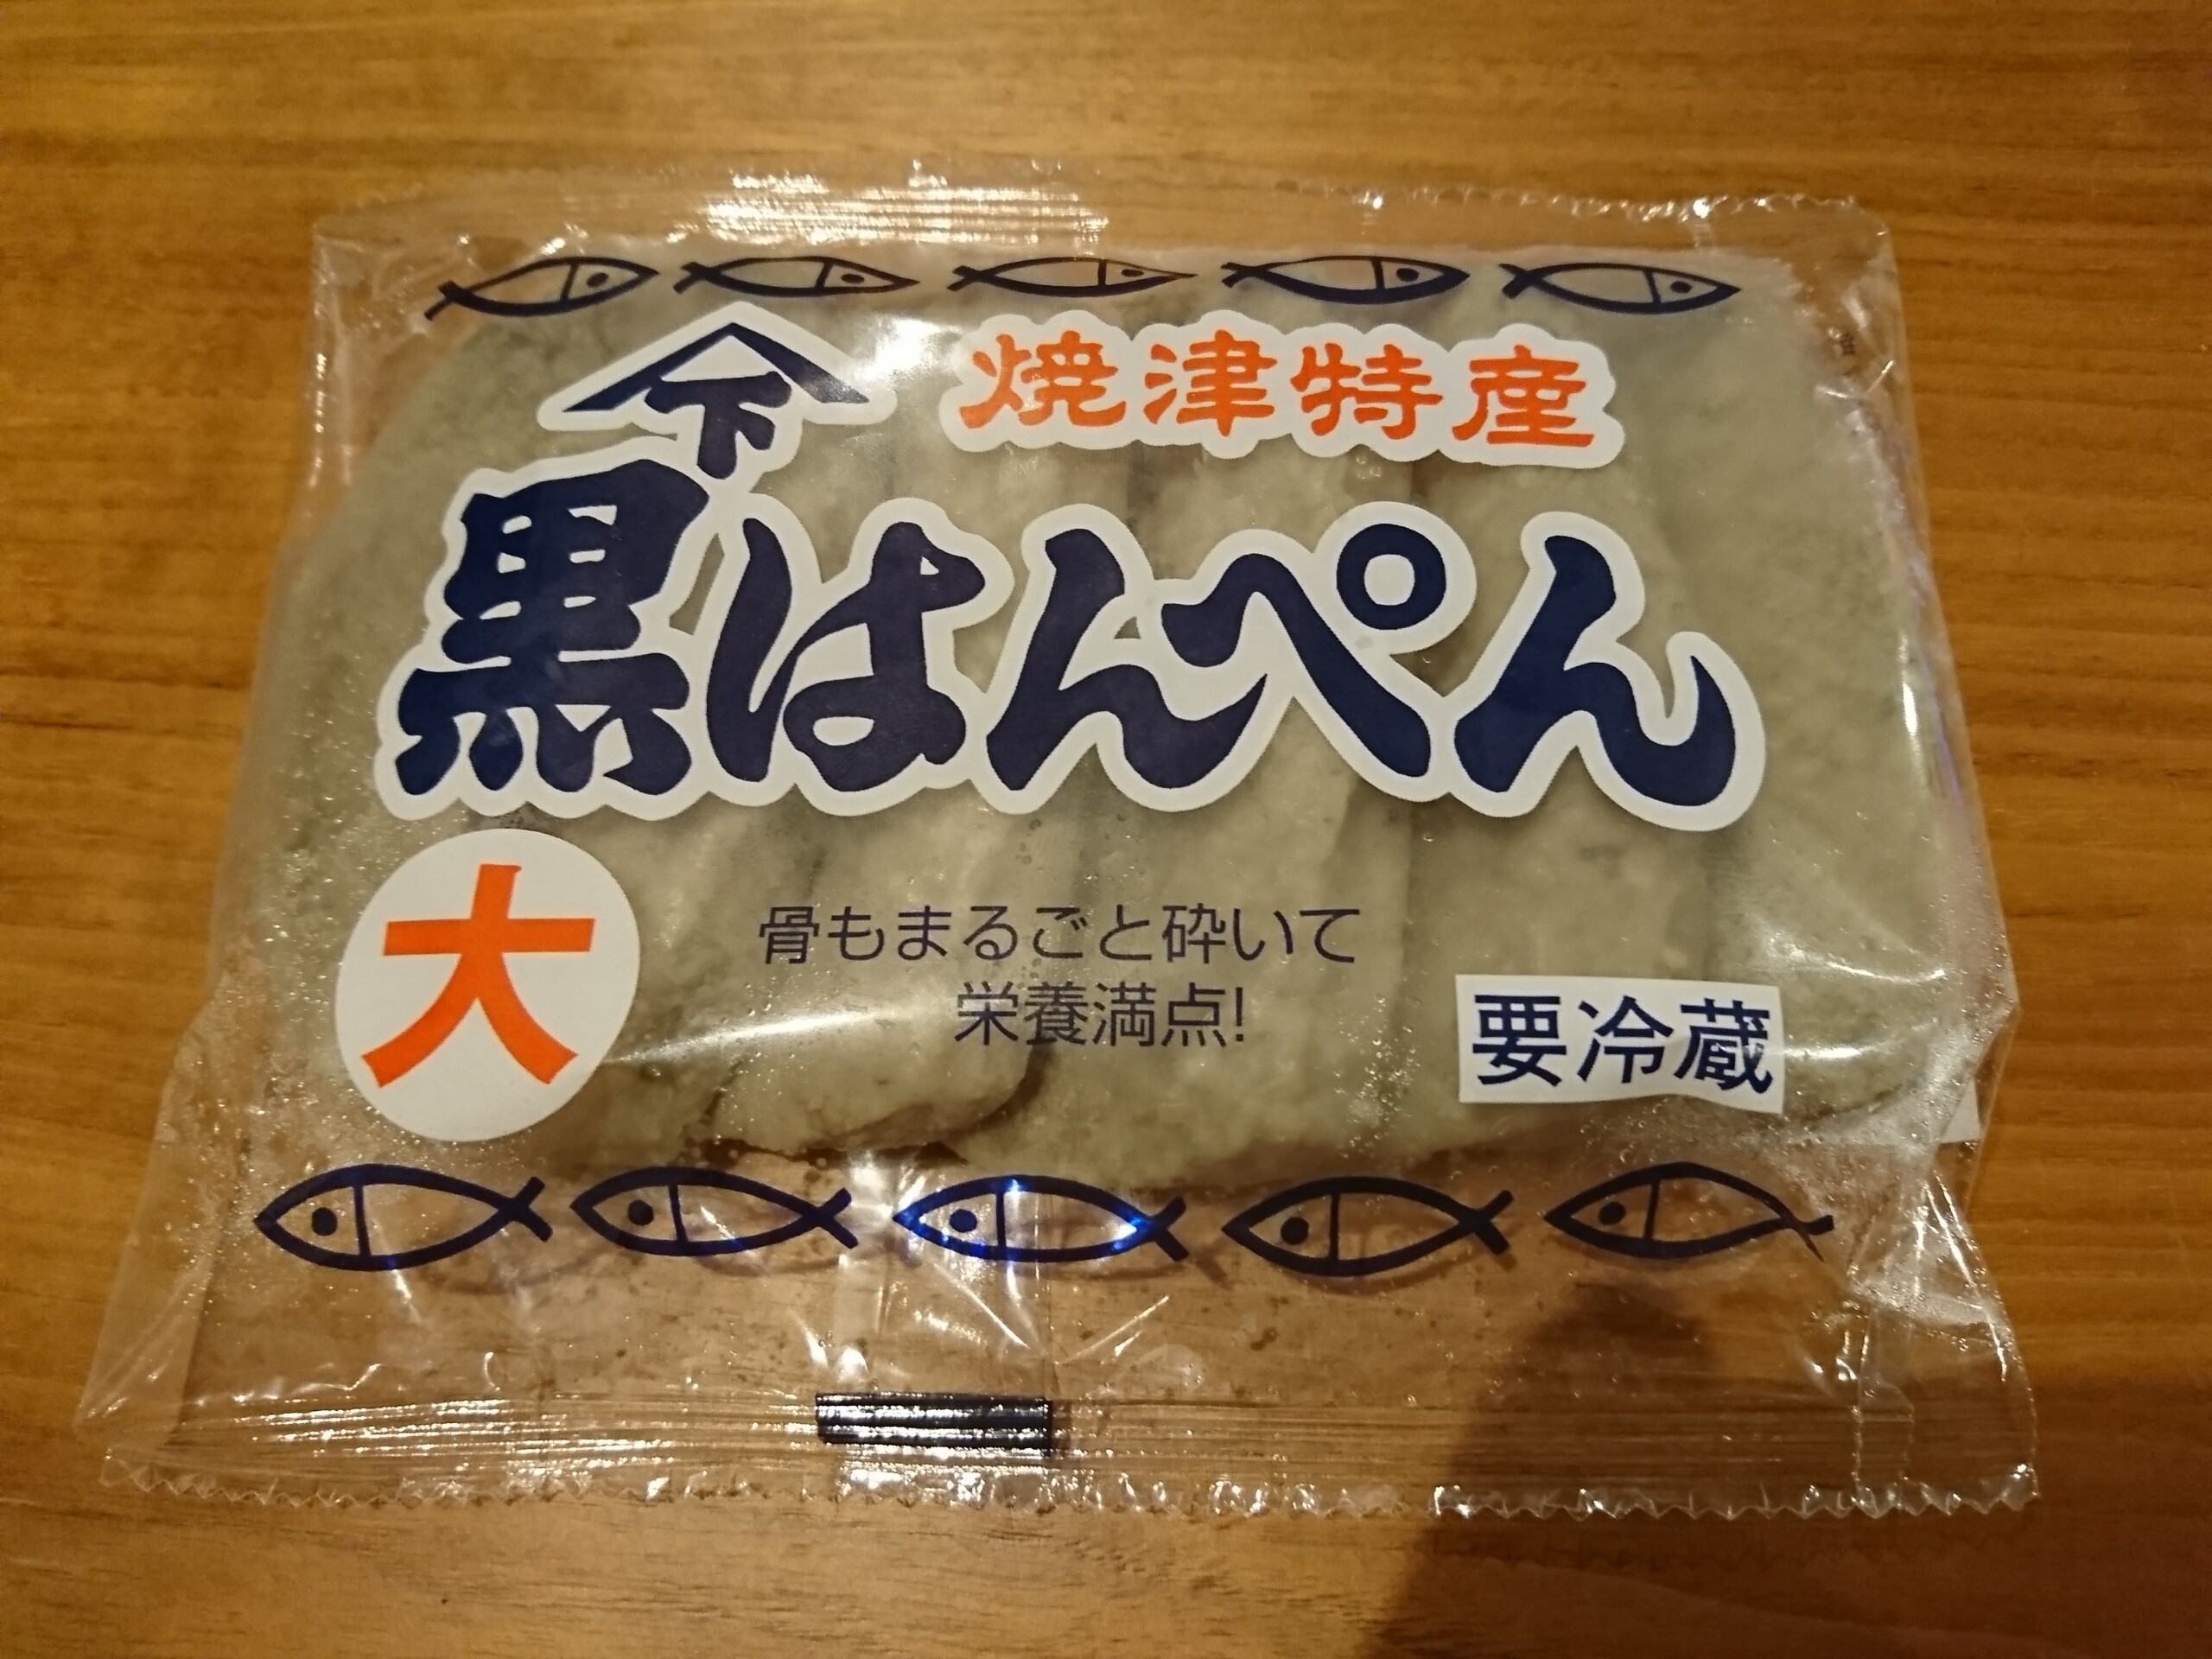 下
焼津特産
黒はんぺん
大
骨もまるごと砕いて
栄養満点!
要冷蔵